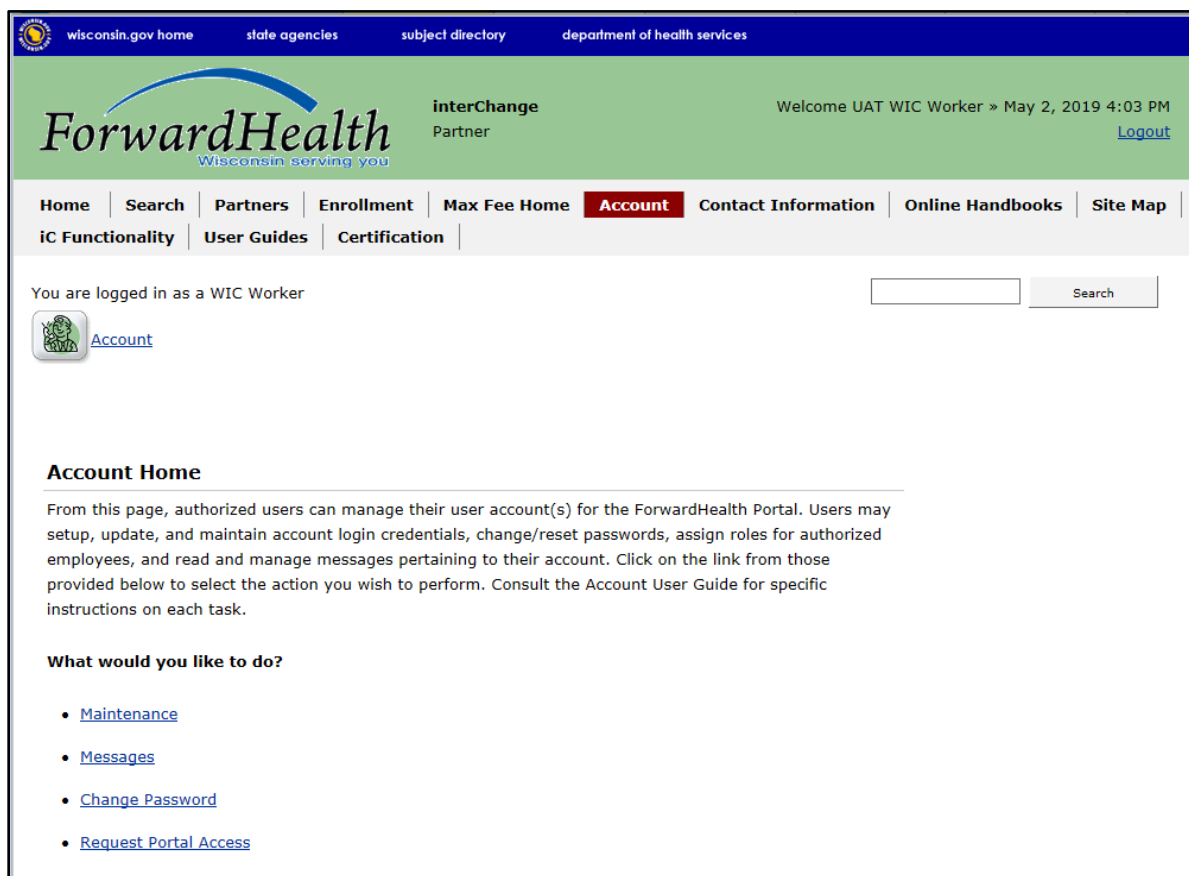 wisconsin.gov home state agencies subject directory department of health services
ForwardHealth
Wisconsin serving you
interChange
Partner
Welcome UAT WIC Worker » May 2, 2019 4:03 PM
Logout
Home Search Partners Enrollment Max Fee Home Account Contact Information Online Handbooks Site Map
iC Functionality User Guides Certification
You are logged in as a WIC Worker
Search
Account
Account Home
From this page, authorized users can manage their user account(s) for the ForwardHealth Portal. Users may
setup, update, and maintain account login credentials, change/reset passwords, assign roles for authorized
employees, and read and manage messages pertaining to their account. Click on the link from those
provided below to select the action you wish to perform. Consult the Account User Guide for specific
instructions on each task.
What would you like to do?
• Maintenance
• Messages
• Change Password
• Request Portal Access